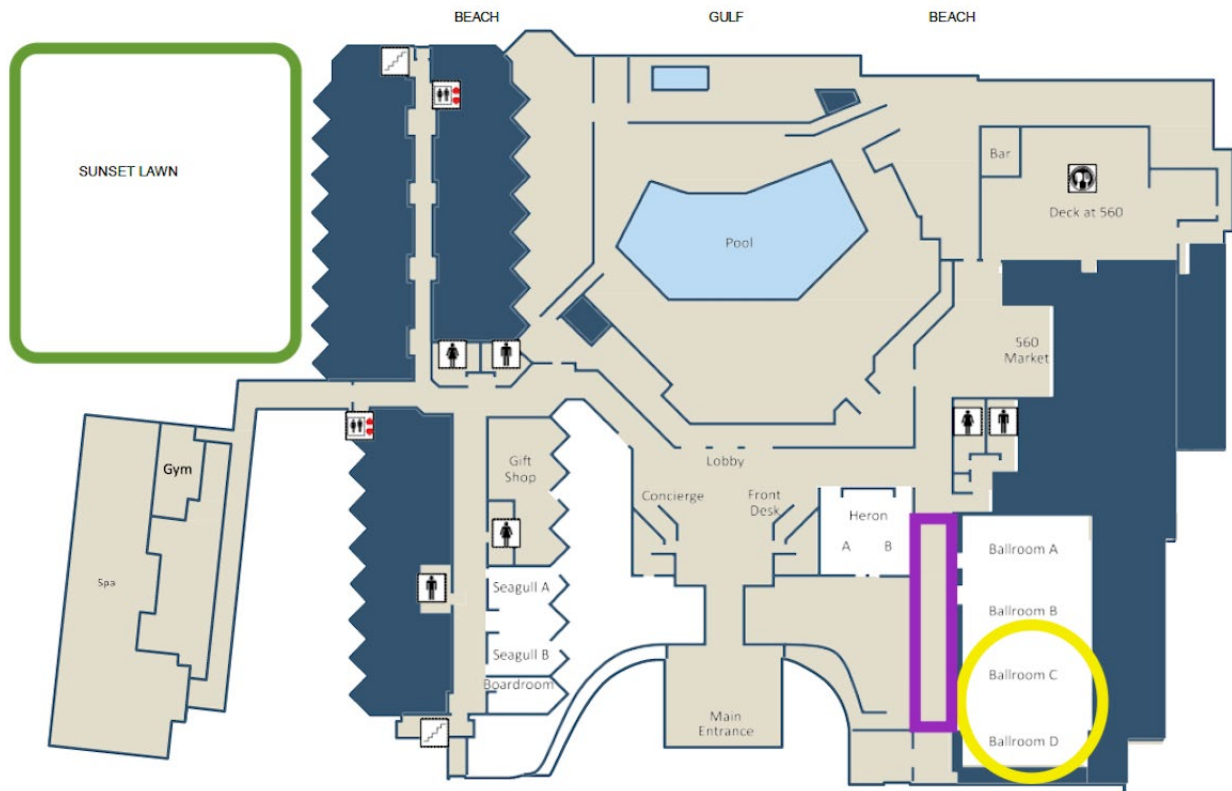 BEACH GULF BEACH
SUNSET LAWN
Bar
Deck at 560
Pool
560
Market
Gym
Gift
Shop
Lobby
Concierge
Front
Desk
Heron
A B
Spa
Seagull A
Seagull B
Boardroom
Main
Entrance
Ballroom A
Ballroom B
Ballroom C
Ballroom D